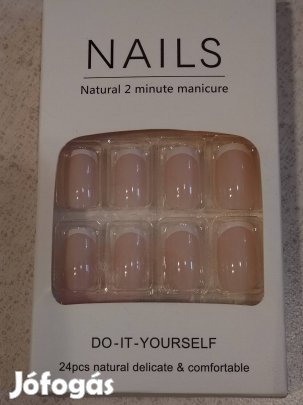 NAILS
Natural 2 minute manicure
DO-IT-YOURSELF
24pcs natural delicate & comfortable
Jófogás